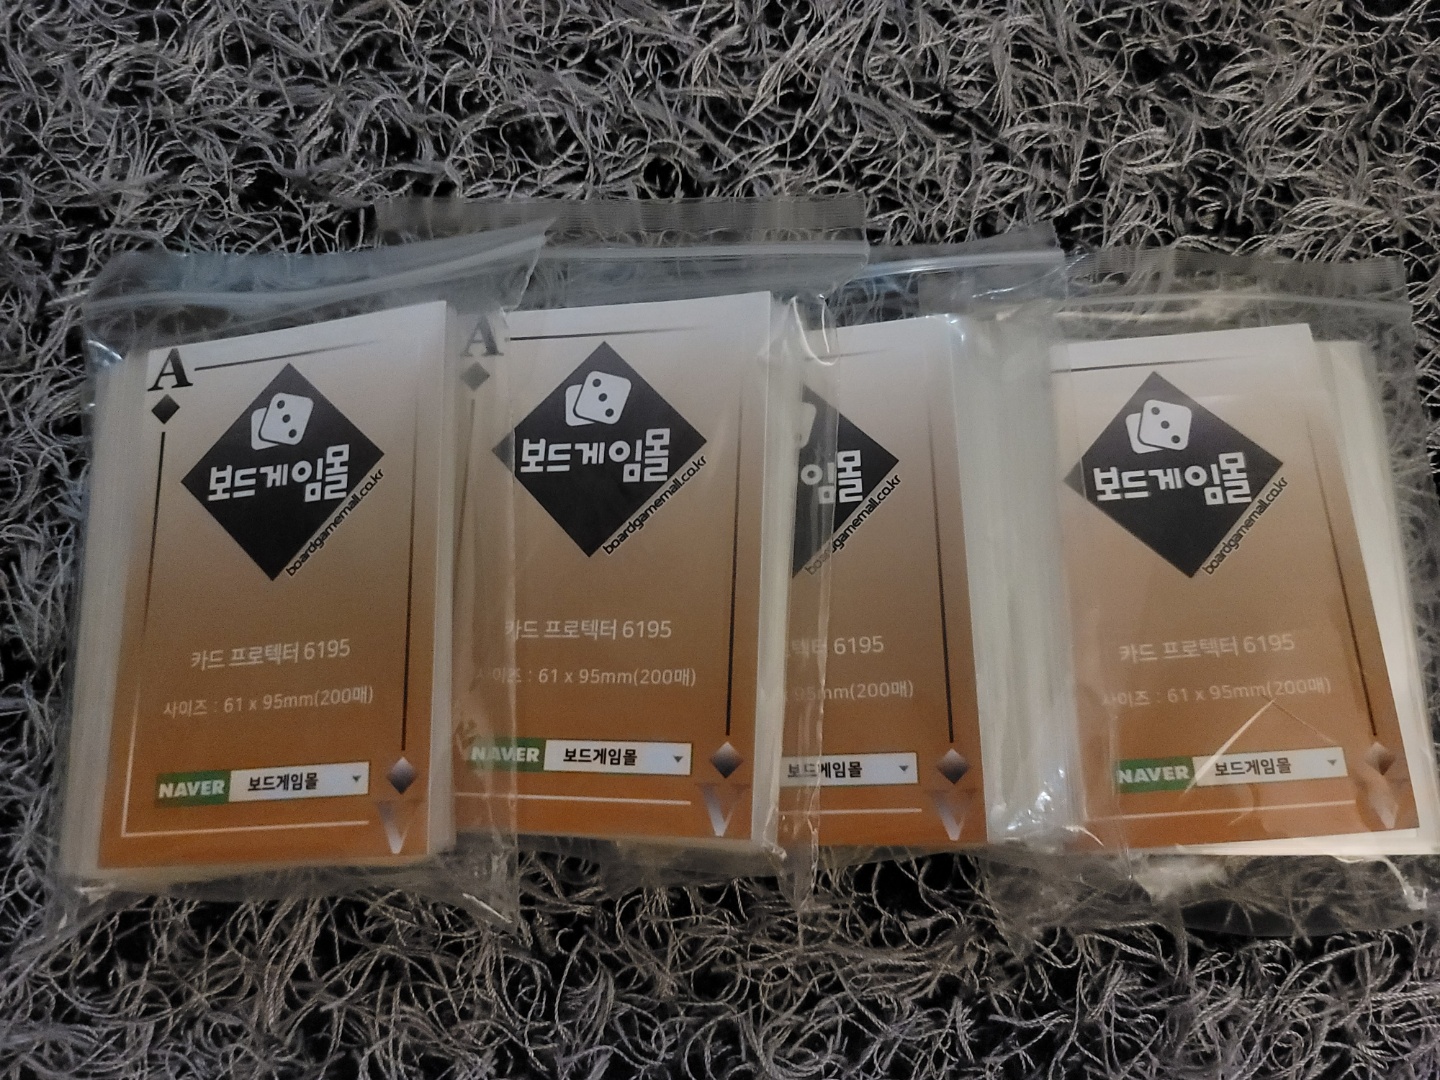 A
보드게임몰
boardgamemall.co.kr
카드 프로텍터 6195
사이즈 : 61 x 95mm(200매)
NAVER 보드게임몰
V
A
보드게임몰
boardgamemall.co.kr
카드 프로텍터 6195
사이즈 : 61 x 95mm(200매)
NAVER 보드게임몰
V
임몰
boardgamemall.co.kr
텍터 6195
95mm(200매)
보드게임몰
V
보드게임몰
boardgamemall.co.kr
카드 프로텍터 6195
사이즈 : 61 x 95mm(200매)
NAVER 보드게임몰
V